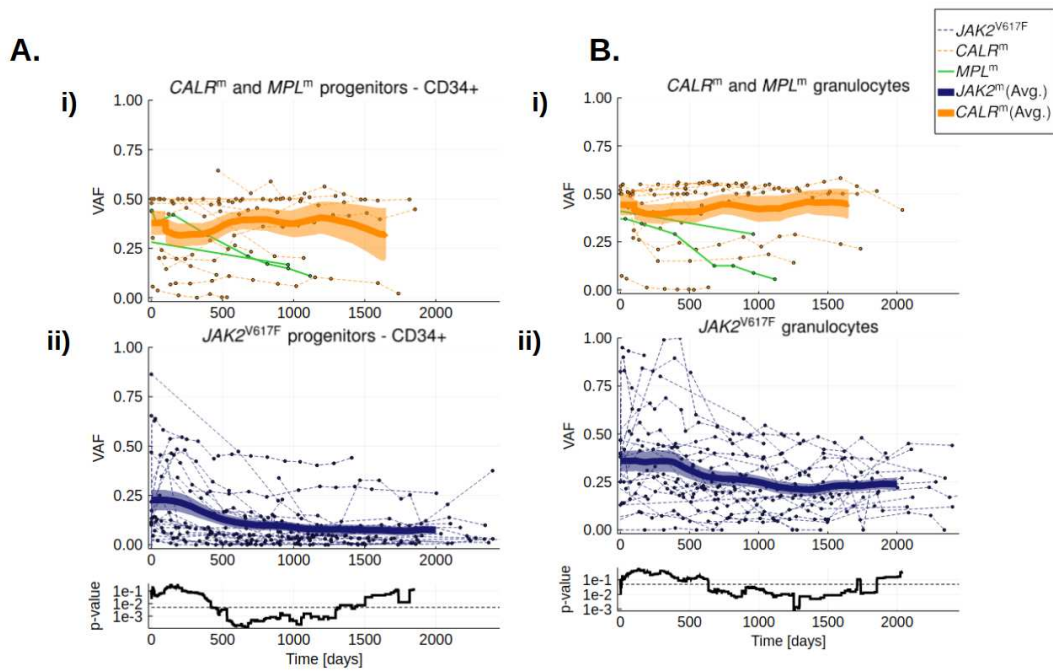 A.
i)
CALRᵐ and MPLᵐ progenitors - CD34+
VAF
1.00
0.75
0.50
0.25
0.00
0 500 1000 1500 2000
ii)
JAK2ⱽ⁶¹⁷ᶠ progenitors - CD34+
VAF
1.00
0.75
0.50
0.25
0.00
0 500 1000 1500 2000
p-value
1e-1
1e-2
1e-3
0 500 1000 1500 2000
Time [days]
B.
i)
CALRᵐ and MPLᵐ granulocytes
VAF
1.00
0.75
0.50
0.25
0.00
0 500 1000 1500 2000
ii)
JAK2ⱽ⁶¹⁷ᶠ granulocytes
VAF
1.00
0.75
0.50
0.25
0.00
0 500 1000 1500 2000
p-value
1e-1
1e-2
1e-3
0 500 1000 1500 2000
Time [days]
JAK2ⱽ⁶¹⁷ᶠ
CALRᵐ
MPLᵐ
JAK2ᵐ(Avg.)
CALRᵐ(Avg.)